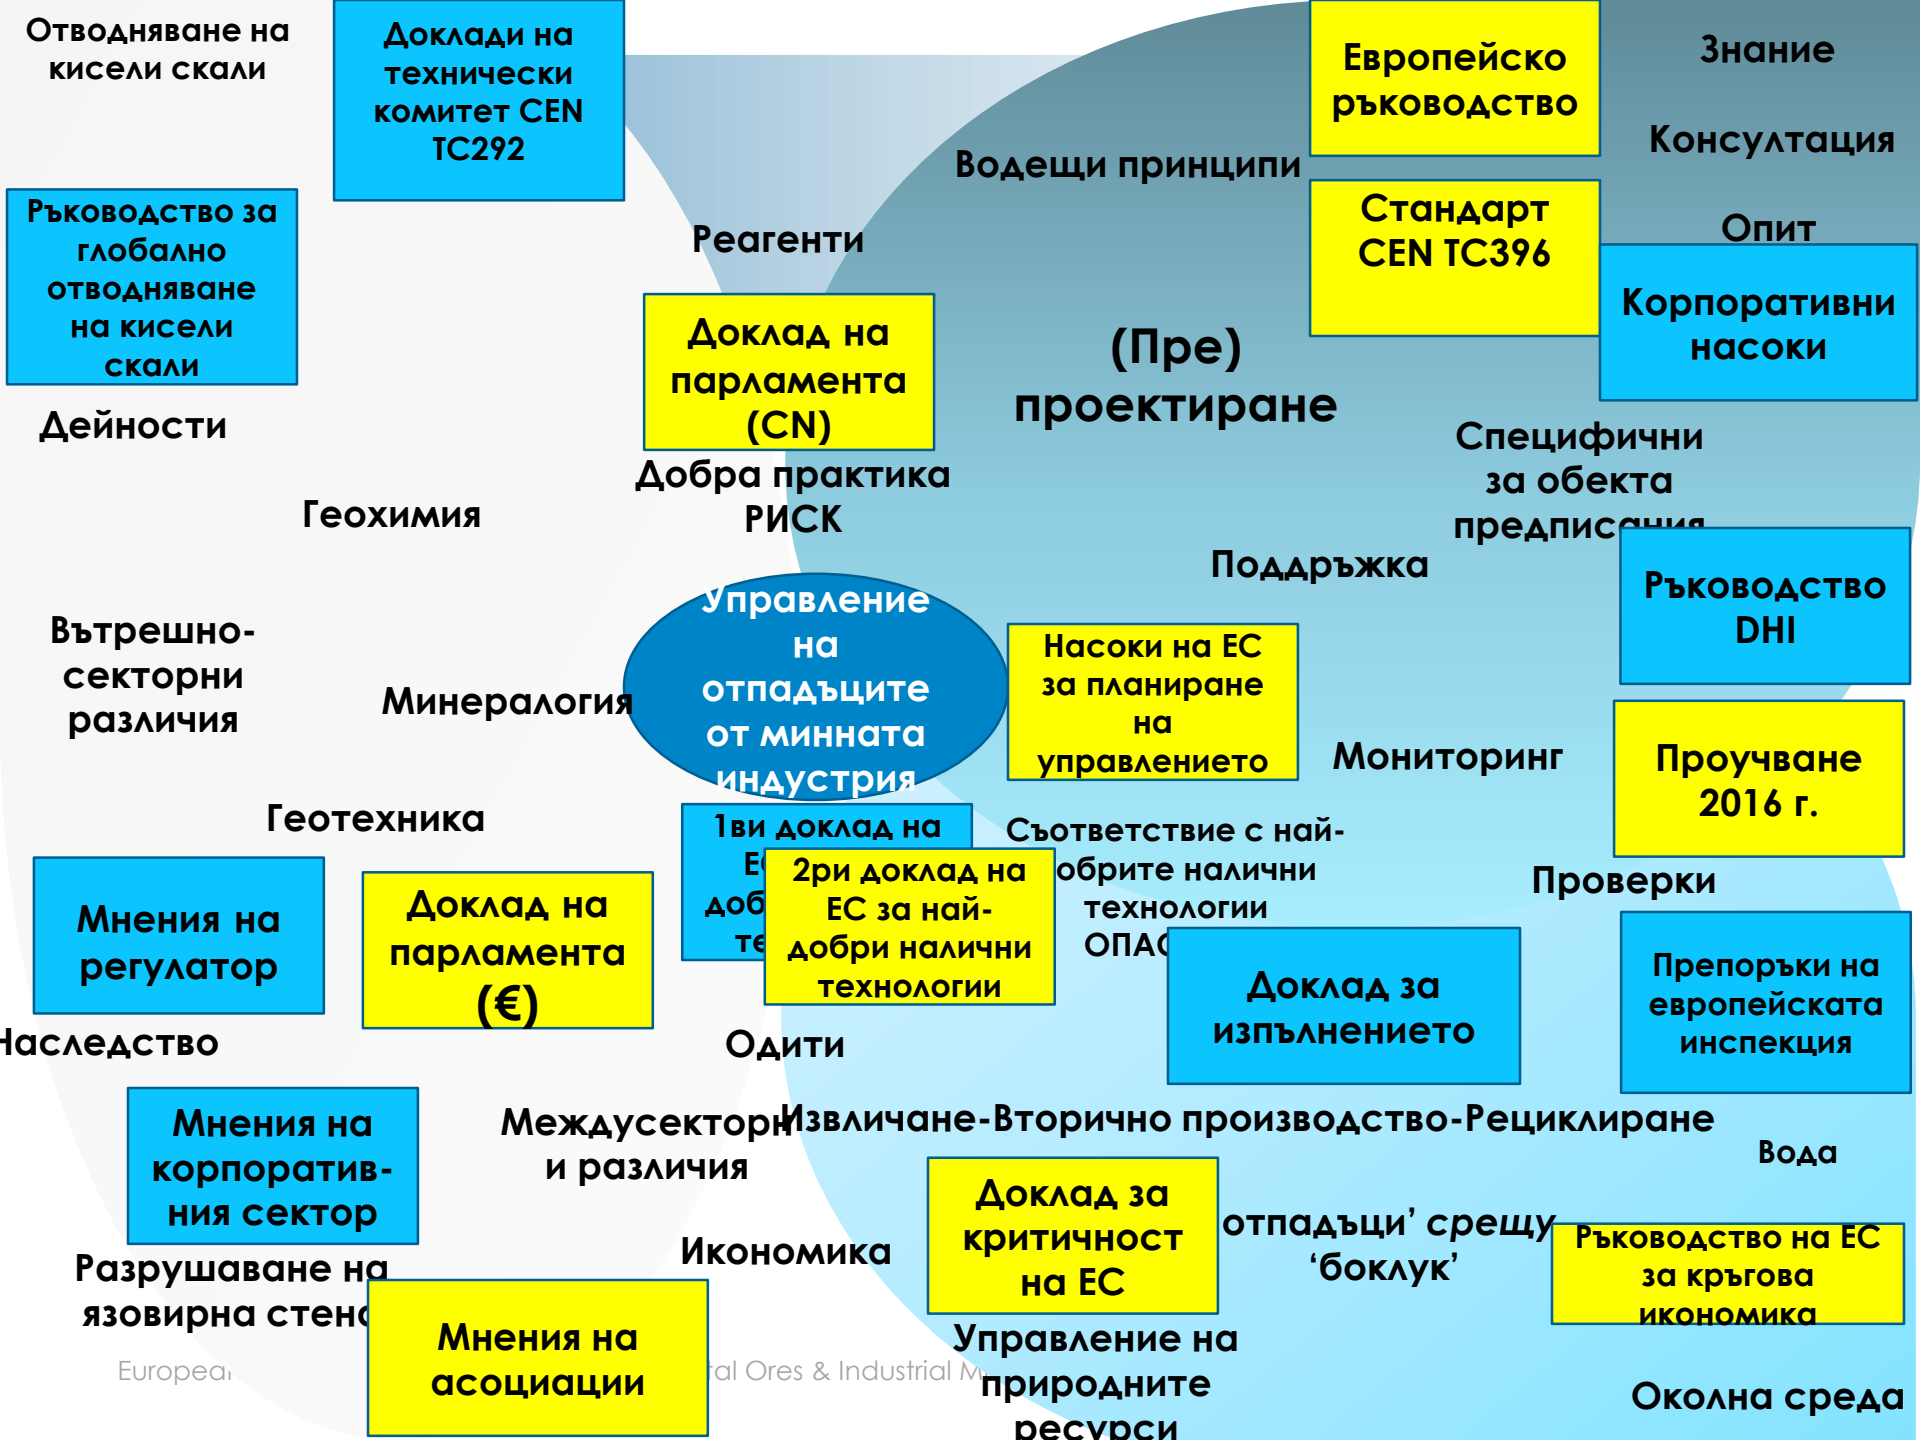 Отводняване на
кисели скали
Доклади на
технически
комитет CEN
TC292
Европейско
ръководство
Знание
Консултация
Водещи принципи
Стандарт
CEN TC396
Опит
Ръководство за
глобално
отводняване
на кисели
скали
Реагенти
Корпоративни
насоки
Доклад на
парламента
(CN)
(Пре)
проектиране
Дейности
Специфични
за обекта
предписания
Добра практика
РИСК
Геохимия
Поддръжка
Ръководство
DHI
Управление
на
отпадъците
от минната
индустрия
Вътрешно-
секторни
различия
Минералогия
Насоки на ЕС
за планиране
на
управлението
Мониторинг
Проучване
2016 г.
Геотехника
1ви доклад на
2ри доклад на
ЕС за най-
добри налични
технологии
Съответствие с най-
обрите налични
технологии
Проверки
Мнения на
регулатор
Доклад на
парламента
(€)
Доклад за
изпълнението
Препоръки на
европейската
инспекция
Наследство
Одити
Мнения на
корпоратив-
ния сектор
Междусекторн
и различия
Извличане-Вторично производство-Рециклиране
Вода
Доклад за
критичност
на ЕС
отпадъци’ срещу
‘боклук’
Ръководство на ЕС
за кръгова
икономика
Икономика
Разрушаване на
язовирна стена
Мнения на
асоциации
Управление на
природните
ресурси
Околна среда
Ores & Industrial